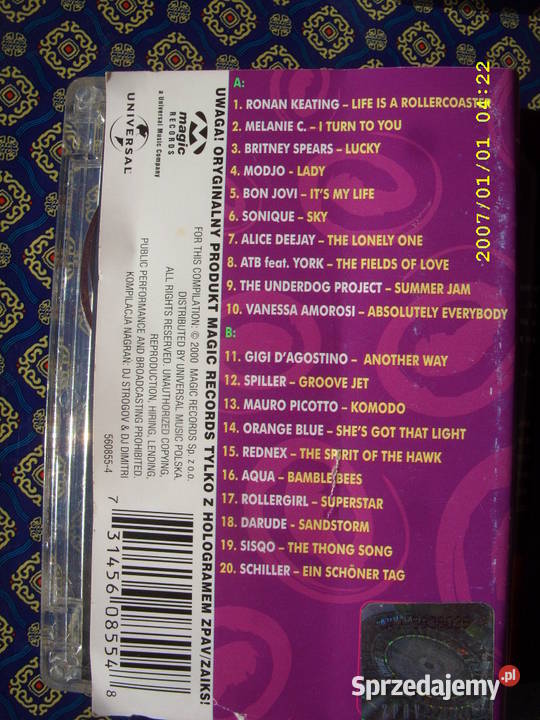 A:
1. RONAN KEATING – LIFE IS A ROLLERCOASTER
2. MELANIE C. – I TURN TO YOU
3. BRITNEY SPEARS – LUCKY
4. MODJO – LADY
5. BON JOVI – IT'S MY LIFE
6. SONIQUE – SKY
7. ALICE DEEJAY – THE LONELY ONE
8. ATB feat. YORK – THE FIELDS OF LOVE
9. THE UNDERDOG PROJECT – SUMMER JAM
10. VANESSA AMOROSI – ABSOLUTELY EVERYBODY
B:
11. GIGI D'AGOSTINO – ANOTHER WAY
12. SPILLER – GROOVE JET
13. MAURO PICOTTO – KOMODO
14. ORANGE BLUE – SHE'S GOT THAT LIGHT
15. REDNEX – THE SPIRIT OF THE HAWK
16. AQUA – BAMBLE BEES
17. ROLLERGIRL – SUPERSTAR
18. DARUDE – SANDSTORM
19. SISQO – THE THONG SONG
20. SCHILLER – EIN SCHÖNER TAG
UWAGA! ORYGINALNY PRODUKT MAGIC RECORDS TYLKO Z HOLOGRAMEM ZPAV/ZAIKS!
magic
RECORDS
a Universal Music Company
UNIVERSAL
FOR THIS COMPILATION: © 2000 MAGIC RECORDS Sp. z o.o.
DISTRIBUTED BY UNIVERSAL MUSIC POLSKA.
ALL RIGHTS RESERVED. UNAUTHORIZED COPYING,
REPRODUCTION, HIRING, LENDING,
PUBLIC PERFORMANCE AND BROADCASTING PROHIBITED.
KOMPILACJA NAGRAŃ: DJ STROGOV & DJ DIMITRI
560855-4
7 31456 08554 8
2007/01/01 04:22
Sprzedajemy.pl